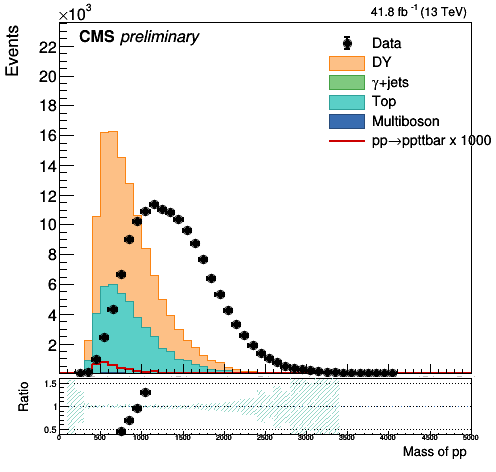 ×10³
41.8 fb⁻¹ (13 TeV)
CMS preliminary
Events
22
20
18
16
14
12
10
8
6
4
2
Data
DY
γ+jets
Top
Multiboson
pp→ppttbar x 1000
Ratio
1.5
1
0.5
0 500 1000 1500 2000 2500 3000 3500 4000 4500 5000
Mass of pp